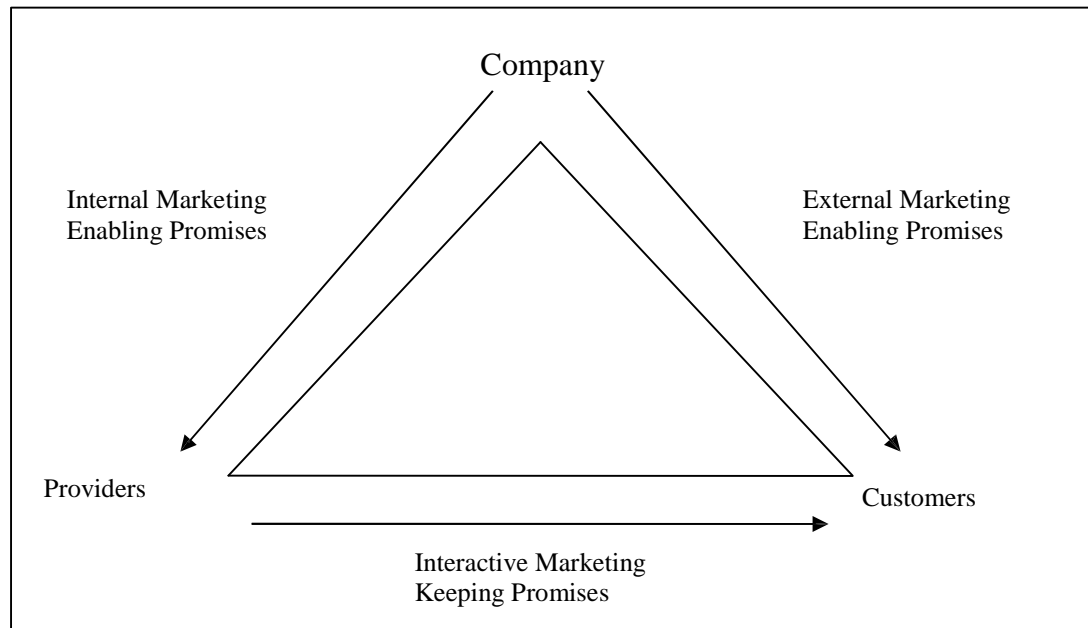 Company
Internal Marketing
Enabling Promises
External Marketing
Enabling Promises
Providers
Customers
Interactive Marketing
Keeping Promises